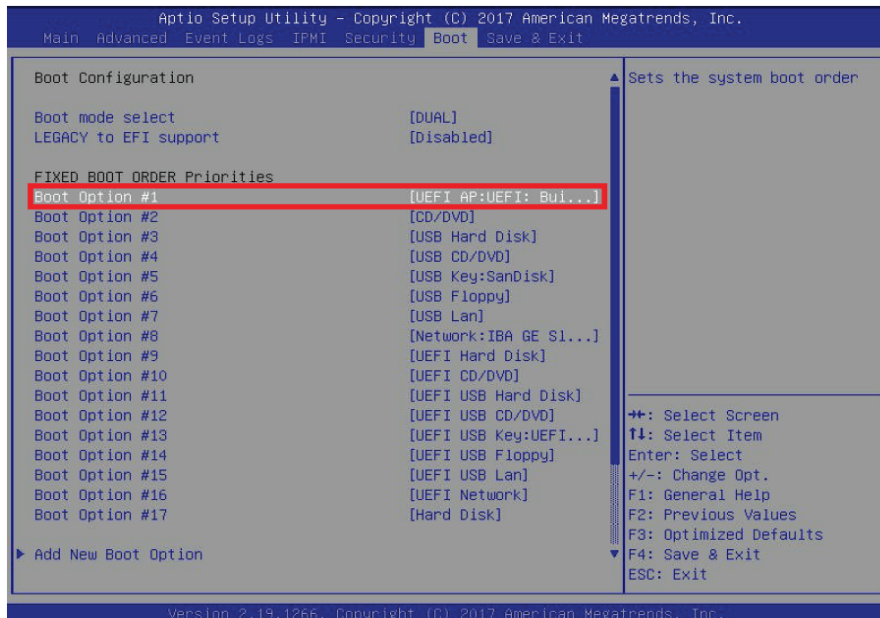 Aptio Setup Utility - Copyright (C) 2017 American Megatrends, Inc.
Main Advanced Event Logs IPMI Security Boot Save & Exit
Boot Configuration
Boot mode select [DUAL]
LEGACY to EFI support [Disabled]
FIXED BOOT ORDER Priorities
Boot Option #1 [UEFI AP:UEFI: Bui...]
Boot Option #2 [CD/DVD]
Boot Option #3 [USB Hard Disk]
Boot Option #4 [USB CD/DVD]
Boot Option #5 [USB Key:SanDisk]
Boot Option #6 [USB Floppy]
Boot Option #7 [USB Lan]
Boot Option #8 [Network:IBA GE Sl...]
Boot Option #9 [UEFI Hard Disk]
Boot Option #10 [UEFI CD/DVD]
Boot Option #11 [UEFI USB Hard Disk]
Boot Option #12 [UEFI USB CD/DVD]
Boot Option #13 [UEFI USB Key:UEFI...]
Boot Option #14 [UEFI USB Floppy]
Boot Option #15 [UEFI USB Lan]
Boot Option #16 [UEFI Network]
Boot Option #17 [Hard Disk]
Add New Boot Option
Sets the system boot order
→←: Select Screen
↑↓: Select Item
Enter: Select
+/-: Change Opt.
F1: General Help
F2: Previous Values
F3: Optimized Defaults
F4: Save & Exit
ESC: Exit
Version 2.19.1266. Copyright (C) 2017 American Megatrends, Inc.